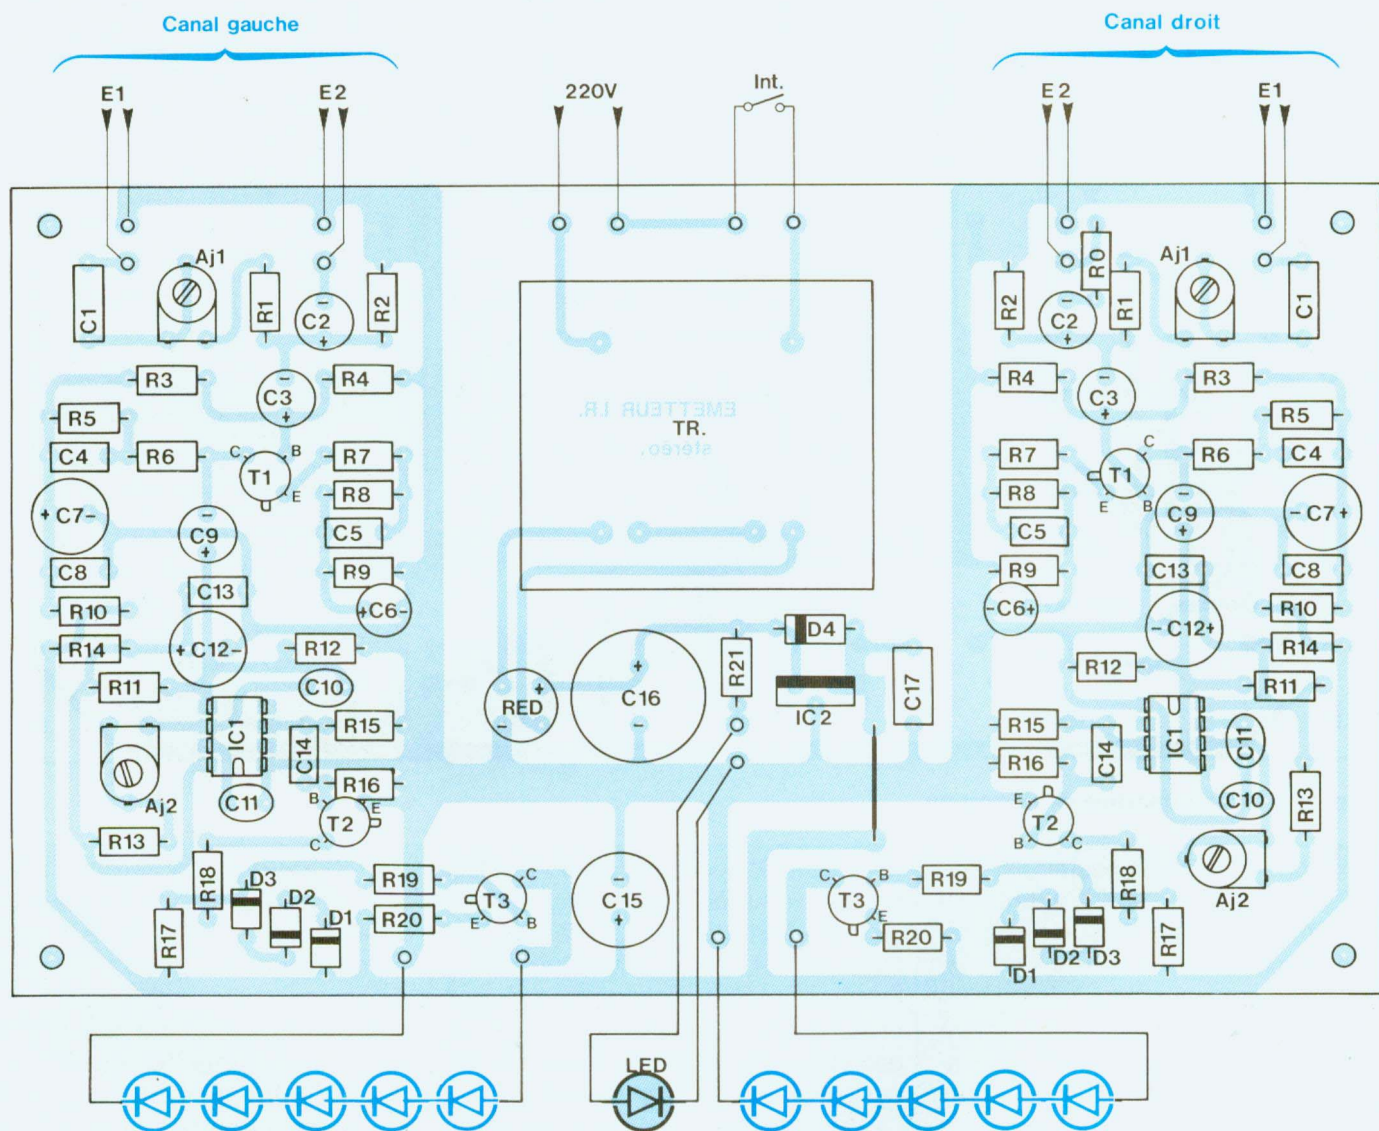 Canal gauche
Canal droit
E1
E2
220V
Int.
E2
E1
Aj1
C1
R1
C2
-
+
R2
R2
C2
-
+
R0
R1
Aj1
C1
R3
C3
-
+
R4
R4
C3
-
+
R3
R5
R5
EMETTEUR I.R.
TR.
stéréo.
C4
R6
C
B
T1
E
R7
R7
C
T1
E
B
R6
C4
R8
R8
+ C7 -
-
C9
+
C5
C5
-
C9
+
- C7 +
C8
C13
R9
R9
C13
C8
R10
+C6-
-C6+
R10
R14
+ C12 -
R12
D4
- C12 +
R14
R11
C10
RED
+
-
+
C16
-
R21
IC2
C17
R12
R11
IC1
C14
R15
R15
C14
IC1
C11
Aj2
C11
R16
R16
C10
R13
B
E
T2
C
E
T2
B
C
R13
R18
D3
D2
D1
R17
R19
R20
C
T3
E
B
-
C15
+
C
B
T3
E
R19
R20
D1
D2
D3
R18
R17
Aj2
LED